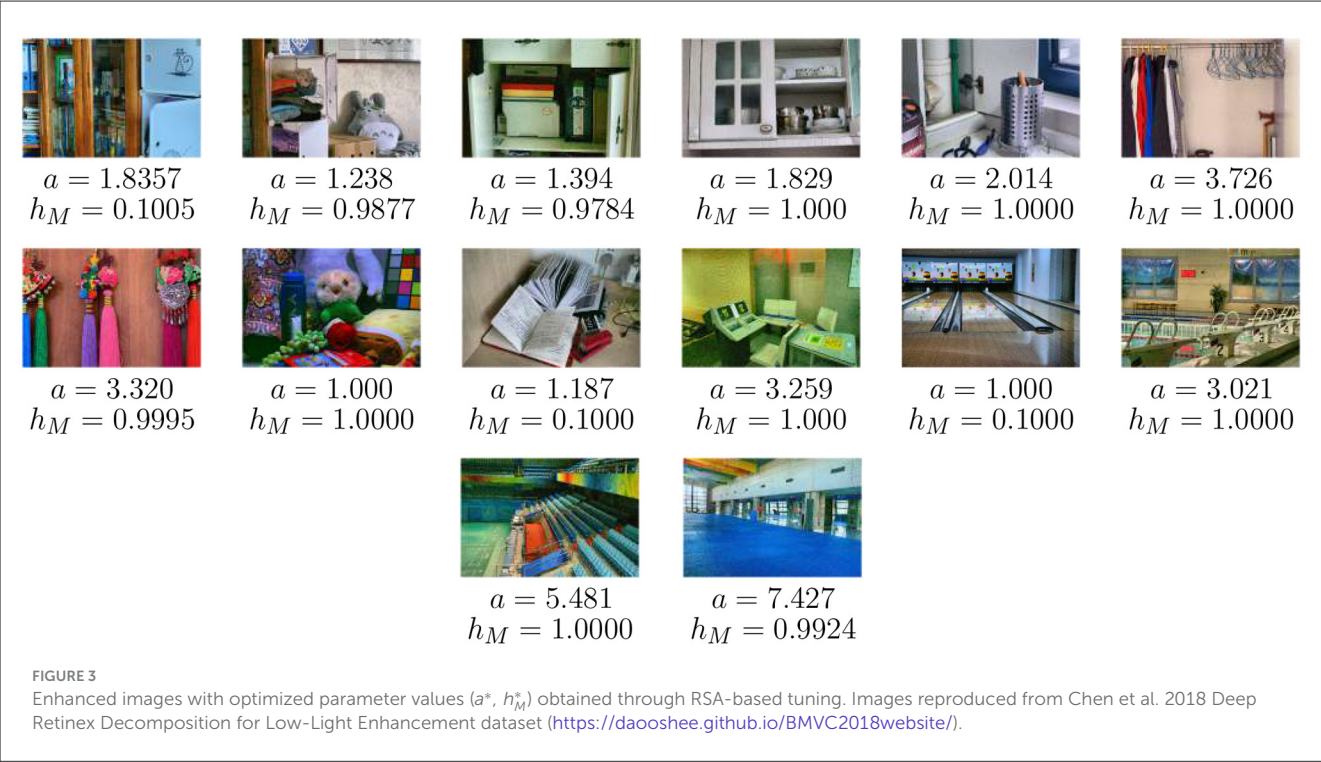 a = 1.8357
h_M = 0.1005
a = 1.238
h_M = 0.9877
a = 1.394
h_M = 0.9784
a = 1.829
h_M = 1.000
a = 2.014
h_M = 1.0000
a = 3.726
h_M = 1.0000
a = 3.320
h_M = 0.9995
a = 1.000
h_M = 1.0000
a = 1.187
h_M = 0.1000
a = 3.259
h_M = 1.000
a = 1.000
h_M = 0.1000
a = 3.021
h_M = 1.0000
a = 5.481
h_M = 1.0000
a = 7.427
h_M = 0.9924
FIGURE 3
Enhanced images with optimized parameter values (a*, h*_M) obtained through RSA-based tuning. Images reproduced from Chen et al. 2018 Deep
Retinex Decomposition for Low-Light Enhancement dataset (https://daooshee.github.io/BMVC2018website/).